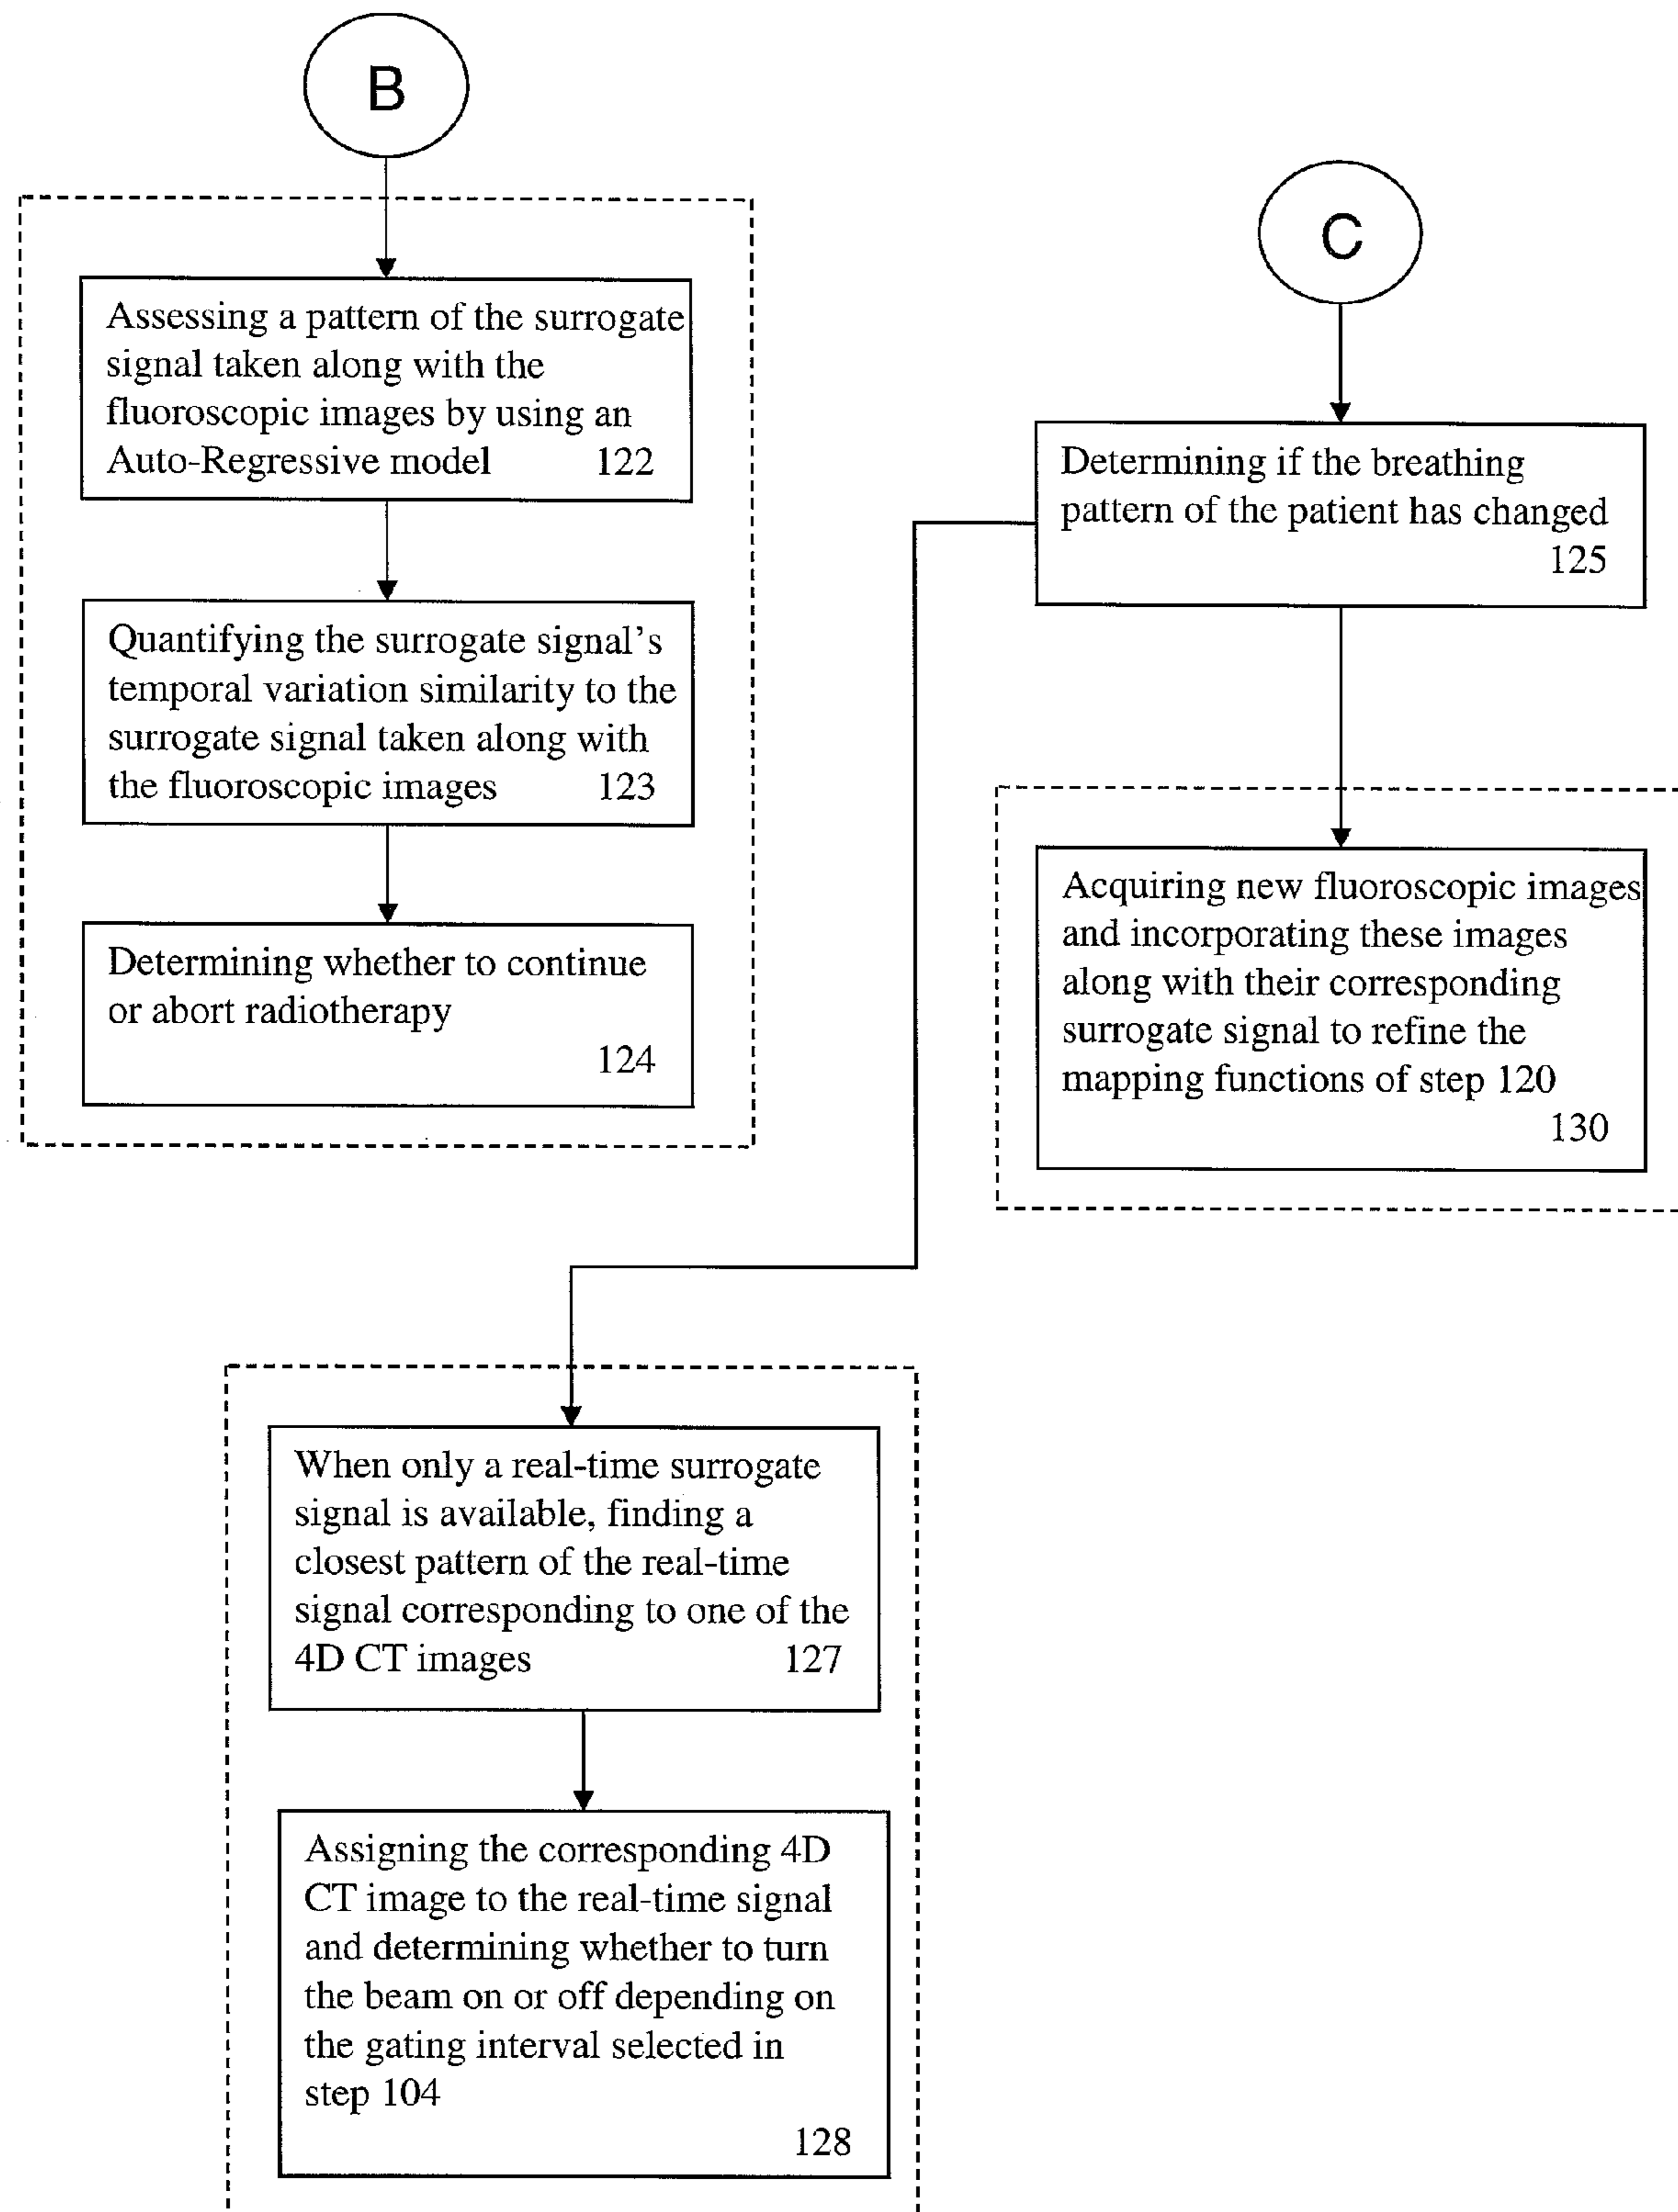 B
Assessing a pattern of the surrogate
signal taken along with the
fluoroscopic images by using an
Auto-Regressive model 122
Quantifying the surrogate signal's
temporal variation similarity to the
surrogate signal taken along with
the fluoroscopic images 123
Determining whether to continue
or abort radiotherapy
124
C
Determining if the breathing
pattern of the patient has changed
125
Acquiring new fluoroscopic images
and incorporating these images
along with their corresponding
surrogate signal to refine the
mapping functions of step 120
130
When only a real-time surrogate
signal is available, finding a
closest pattern of the real-time
signal corresponding to one of the
4D CT images 127
Assigning the corresponding 4D
CT image to the real-time signal
and determining whether to turn
the beam on or off depending on
the gating interval selected in
step 104
128